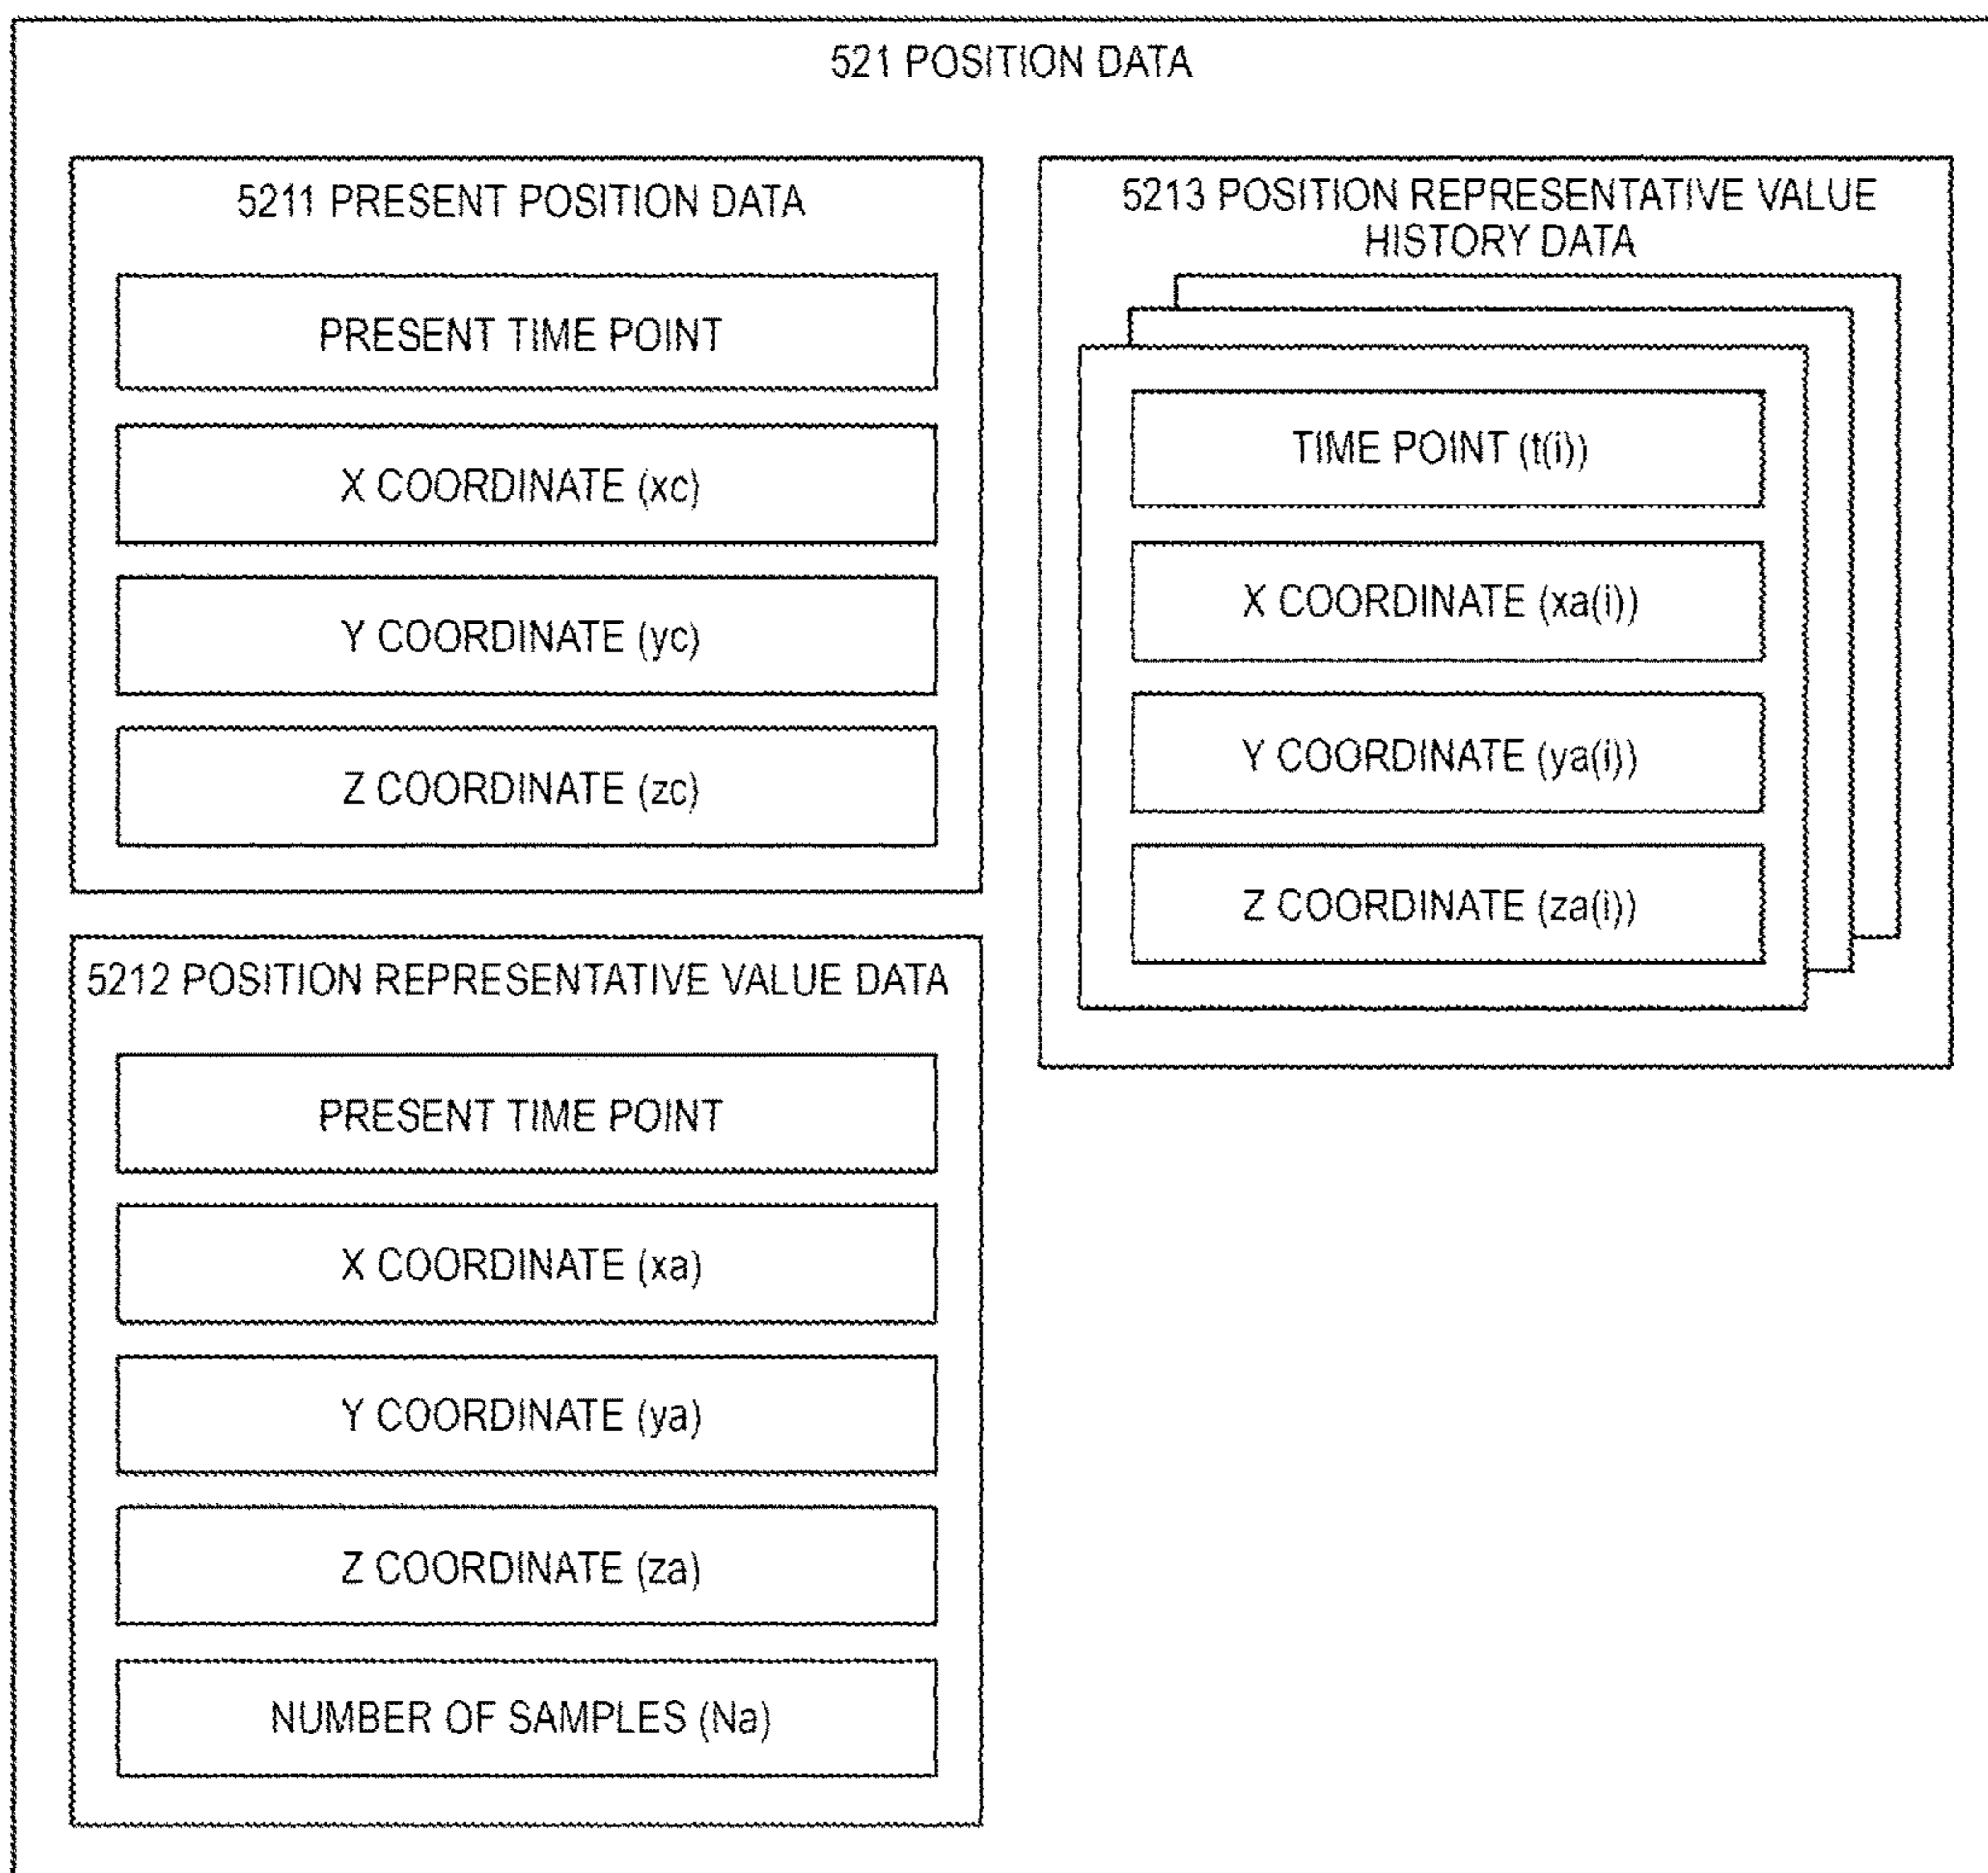 521 POSITION DATA
5211 PRESENT POSITION DATA
PRESENT TIME POINT
X COORDINATE (xc)
Y COORDINATE (yc)
Z COORDINATE (zc)
5212 POSITION REPRESENTATIVE VALUE DATA
PRESENT TIME POINT
X COORDINATE (xa)
Y COORDINATE (ya)
Z COORDINATE (za)
NUMBER OF SAMPLES (Na)
5213 POSITION REPRESENTATIVE VALUE
HISTORY DATA
TIME POINT (t(i))
X COORDINATE (xa(i))
Y COORDINATE (ya(i))
Z COORDINATE (za(i))